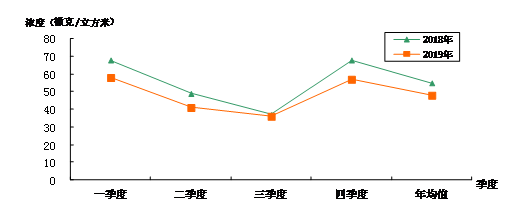 浓度（微克/立方米）
2018年
2019年
80
70
60
50
40
30
20
10
0
一季度
二季度
三季度
四季度
年均值
季度